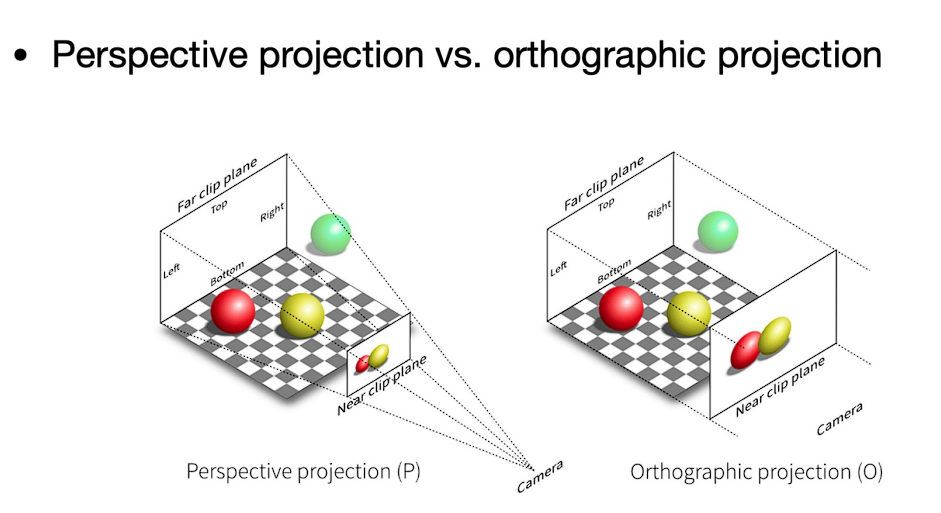 • Perspective projection vs. orthographic projection
Far clip plane
Top
Right
Left
Bottom
Near clip plane
Camera
Perspective projection (P)
Far clip plane
Top
Right
Left
Bottom
Near clip plane
Camera
Orthographic projection (O)